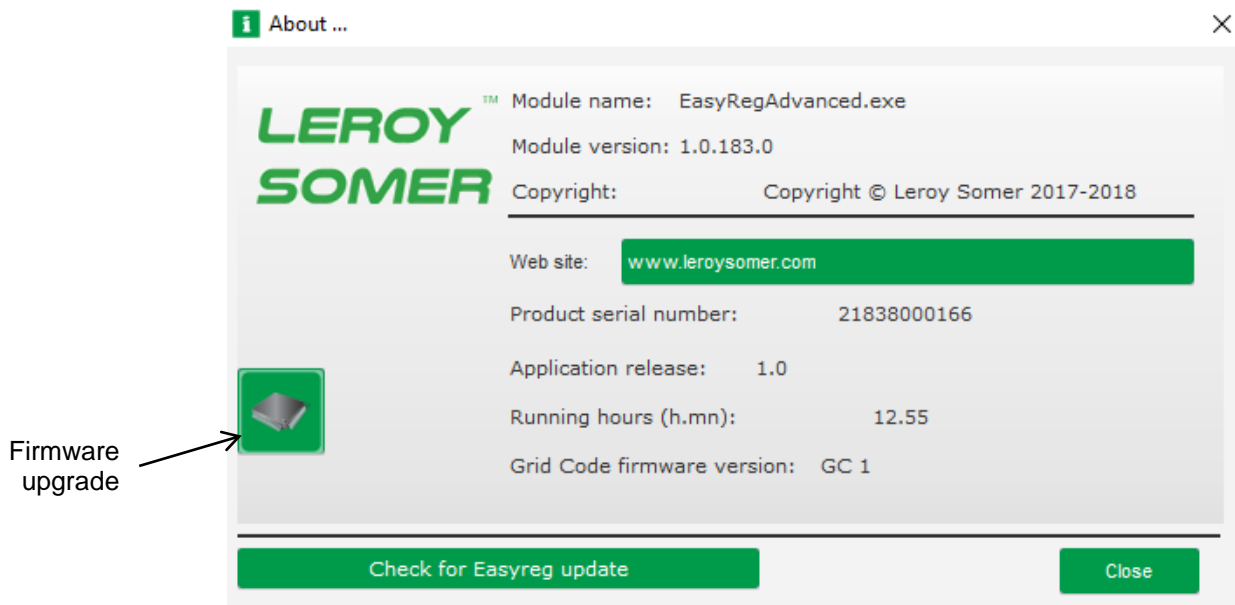 About ...
LEROY
SOMER
™
Module name: EasyRegAdvanced.exe
Module version: 1.0.183.0
Copyright: Copyright © Leroy Somer 2017-2018
Web site: www.leroysomer.com
Product serial number: 21838000166
Application release: 1.0
Running hours (h.mn): 12.55
Grid Code firmware version: GC 1
Firmware
upgrade
Check for Easyreg update
Close